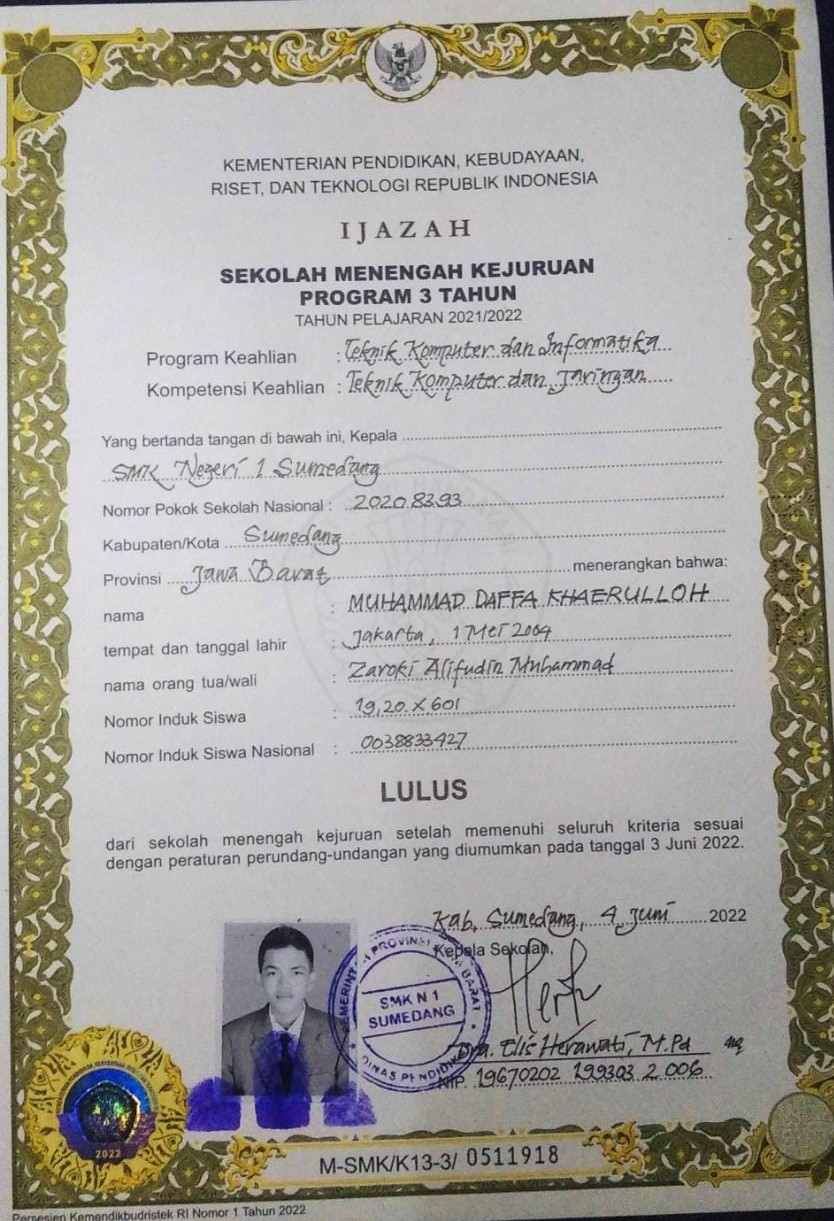 KEMENTERIAN PENDIDIKAN, KEBUDAYAAN,
RISET, DAN TEKNOLOGI REPUBLIK INDONESIA
IJAZAH
SEKOLAH MENENGAH KEJURUAN
PROGRAM 3 TAHUN
TAHUN PELAJARAN 2021/2022
Program Keahlian : Teknik Komputer dan Informatika
Kompetensi Keahlian : Teknik Komputer dan Jaringan
Yang bertanda tangan di bawah ini, Kepala
SMK Negeri 1 Sumedang
Nomor Pokok Sekolah Nasional : 20208393
Kabupaten/Kota Sumedang
Provinsi Jawa Barat menerangkan bahwa:
nama : MUHAMMAD DAFFA KHAERULLOH
tempat dan tanggal lahir : Jakarta, 1 Mei 2004
nama orang tua/wali : Zaroki Alifudin Muhammad
Nomor Induk Siswa : 19.20.X.601
Nomor Induk Siswa Nasional : 0038833427
LULUS
dari sekolah menengah kejuruan setelah memenuhi seluruh kriteria sesuai
dengan peraturan perundang-undangan yang diumumkan pada tanggal 3 Juni 2022.
Kab. Sumedang, 4 Juni 2022
Kepala Sekolah,
PEMERINTAH PROVINSI JAWA BARAT
SMK N 1
SUMEDANG
DINAS PENDIDIKAN
Dra. Elis Herawati, M.Pd
NIP. 19670202 199303 2 006
2022
M-SMK/K13-3/ 0511918
Persesjen Kemendikbudristek RI Nomor 1 Tahun 2022